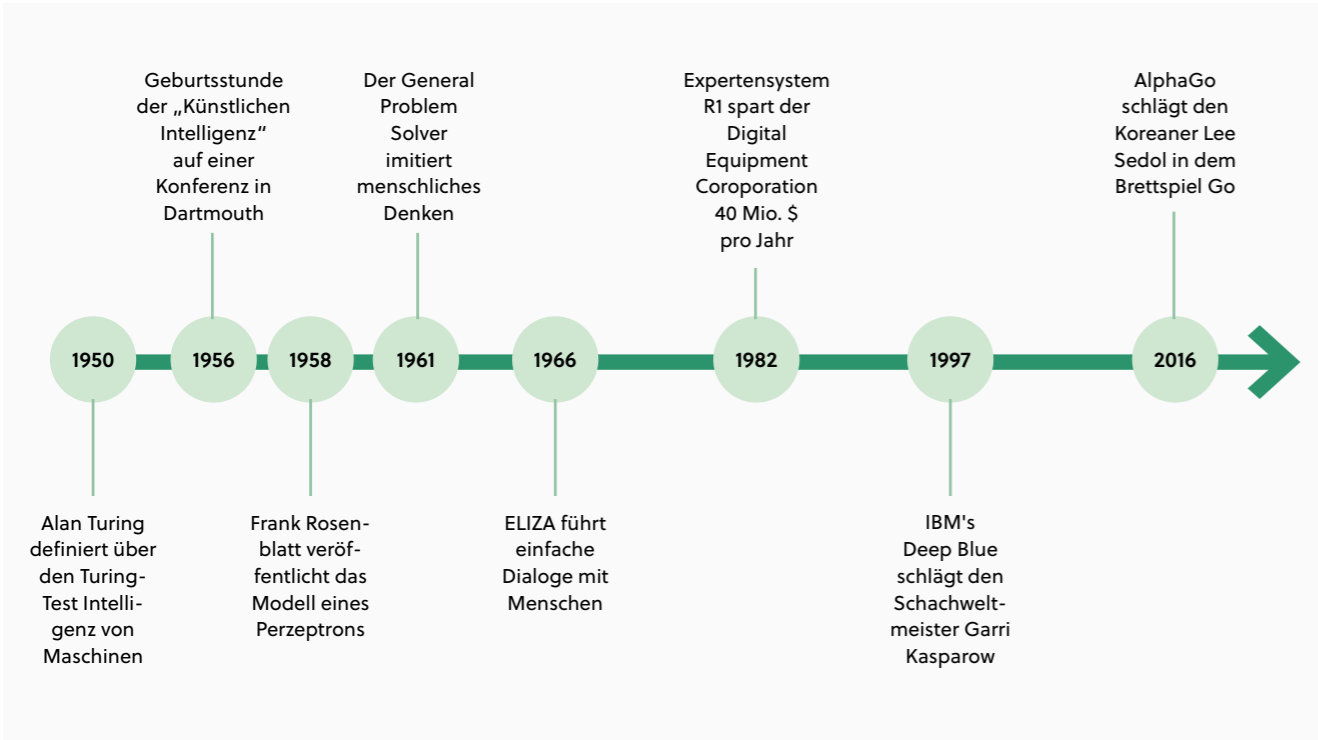 Geburtsstunde
der „Künstlichen
Intelligenz“
auf einer
Konferenz in
Dartmouth
Der General
Problem
Solver
imitiert
menschliches
Denken
Expertensystem
R1 spart der
Digital
Equipment
Coroporation
40 Mio. $
pro Jahr
AlphaGo
schlägt den
Koreaner Lee
Sedol in dem
Brettspiel Go
1950
1956
1958
1961
1966
1982
1997
2016
Alan Turing
definiert über
den Turing-
Test Intelli-
genz von
Maschinen
Frank Rosen-
blatt veröf-
fentlicht das
Modell eines
Perzeptrons
ELIZA führt
einfache
Dialoge mit
Menschen
IBM's
Deep Blue
schlägt den
Schachwelt-
meister Garri
Kasparow